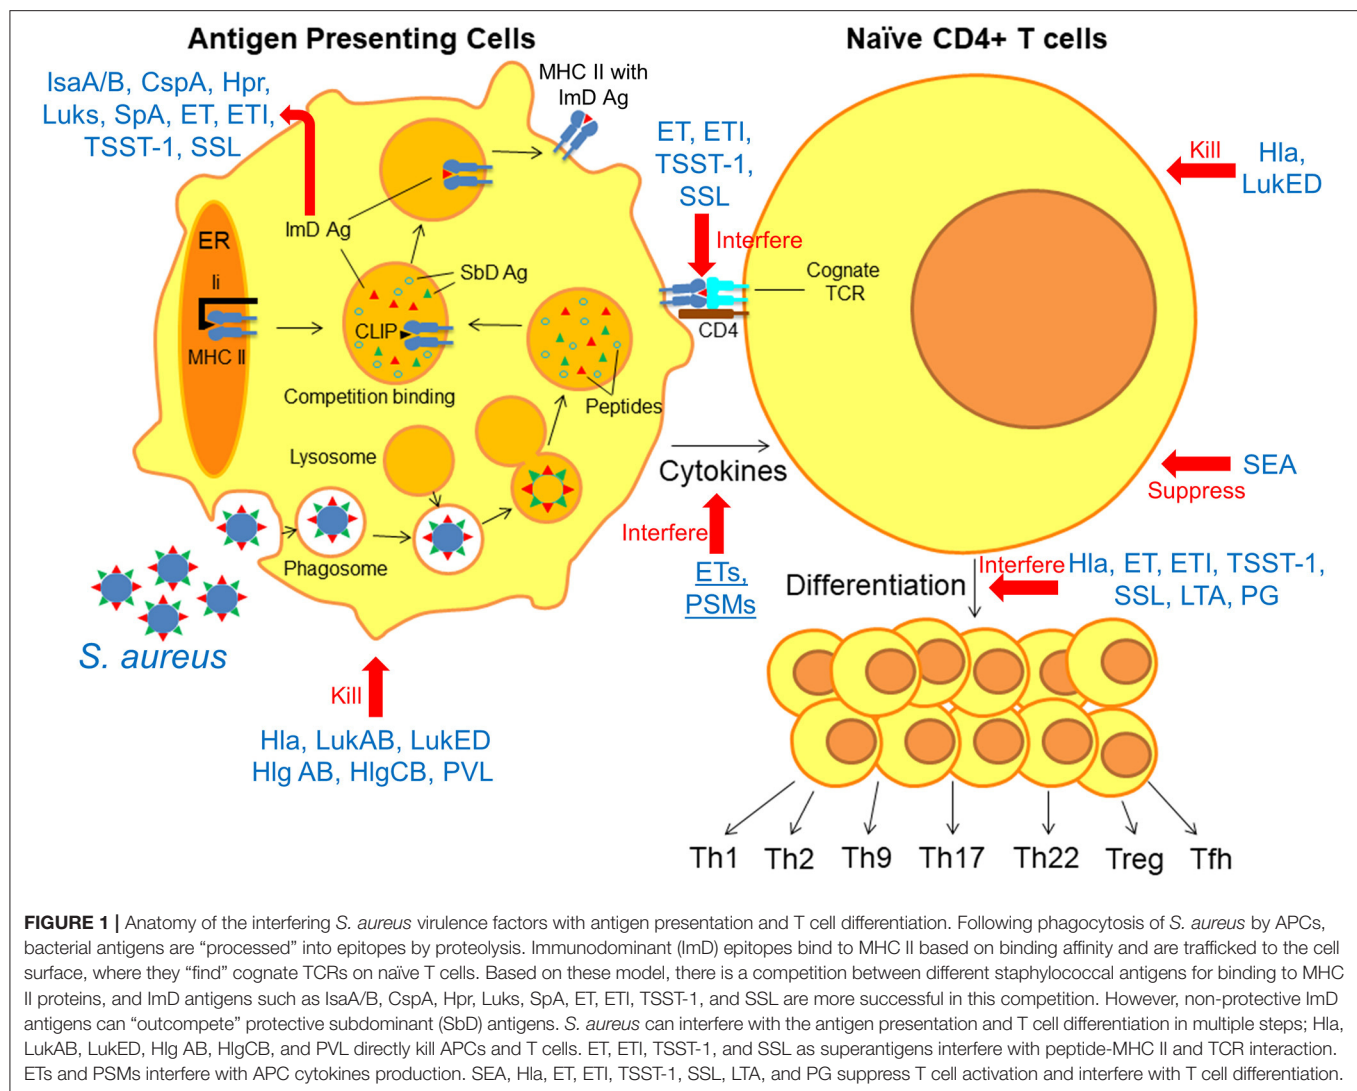 Antigen Presenting Cells
Naïve CD4+ T cells
IsaA/B, CspA, Hpr,
Luks, SpA, ET, ETI,
TSST-1, SSL
MHC II with
ImD Ag
ET, ETI,
TSST-1,
SSL
Interfere
Kill
Hla,
LukED
ER
Ii
MHC II
ImD Ag
SbD Ag
CLIP
Competition binding
Peptides
Cognate
TCR
CD4
Lysosome
Phagosome
Cytokines
Interfere
ETs,
PSMs
SEA
Suppress
S. aureus
Kill
Hla, LukAB, LukED
Hlg AB, HlgCB, PVL
Differentiation
Interfere
Hla, ET, ETI, TSST-1,
SSL, LTA, PG
Th1
Th2
Th9
Th17
Th22
Treg
Tfh
FIGURE 1 | Anatomy of the interfering S. aureus virulence factors with antigen presentation and T cell differentiation. Following phagocytosis of S. aureus by APCs,
bacterial antigens are “processed” into epitopes by proteolysis. Immunodominant (ImD) epitopes bind to MHC II based on binding affinity and are trafficked to the cell
surface, where they “find” cognate TCRs on naïve T cells. Based on these model, there is a competition between different staphylococcal antigens for binding to MHC
II proteins, and ImD antigens such as IsaA/B, CspA, Hpr, Luks, SpA, ET, ETI, TSST-1, and SSL are more successful in this competition. However, non-protective ImD
antigens can “outcompete” protective subdominant (SbD) antigens. S. aureus can interfere with the antigen presentation and T cell differentiation in multiple steps; Hla,
LukAB, LukED, Hlg AB, HlgCB, and PVL directly kill APCs and T cells. ET, ETI, TSST-1, and SSL as superantigens interfere with peptide-MHC II and TCR interaction.
ETs and PSMs interfere with APC cytokines production. SEA, Hla, ET, ETI, TSST-1, SSL, LTA, and PG suppress T cell activation and interfere with T cell differentiation.